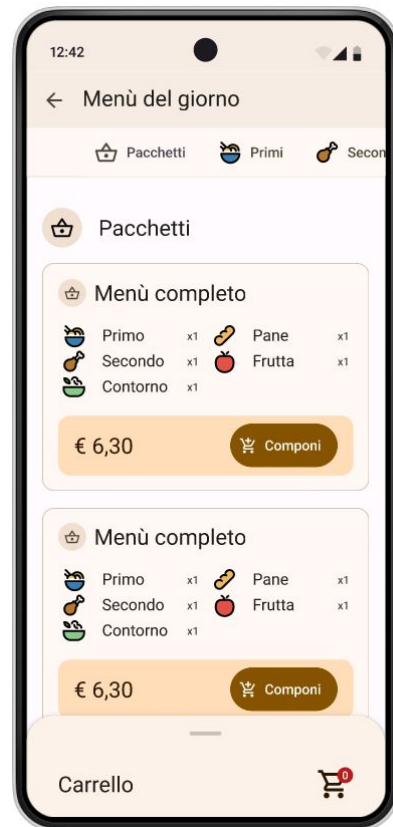 12:42
Menù del giorno
Pacchetti Primi Secon
Pacchetti
Menù completo
Primo x1 Pane x1
Secondo x1 Frutta x1
Contorno x1
€ 6,30 Componi
Menù completo
Primo x1 Pane x1
Secondo x1 Frutta x1
Contorno x1
€ 6,30 Componi
Carrello 0